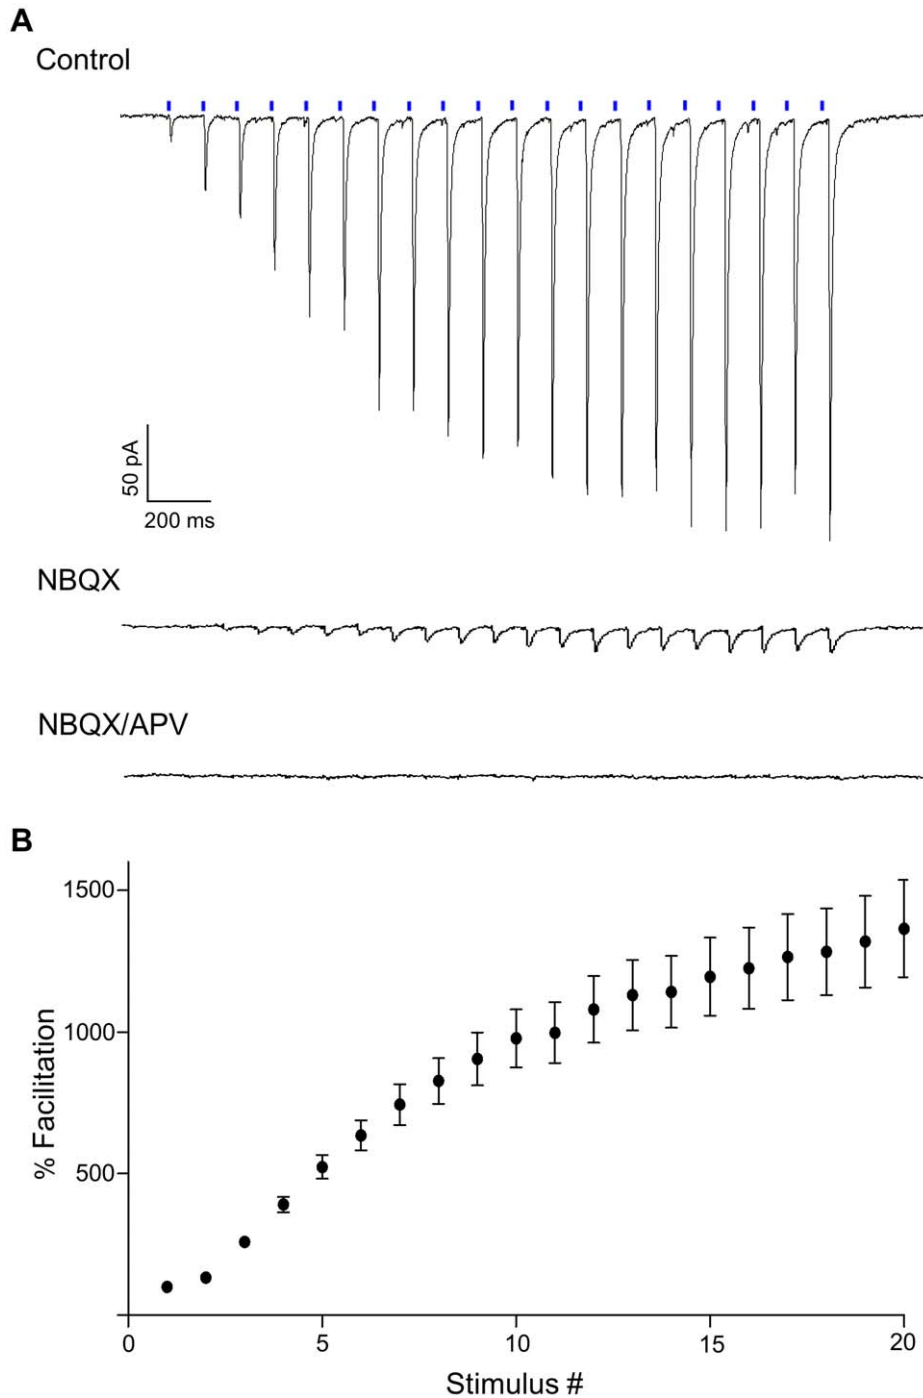 A
Control
50 pA
200 ms
NBQX
NBQX/APV
B
1500
1000
500
% Facilitation
0 5 10 15 20
Stimulus #